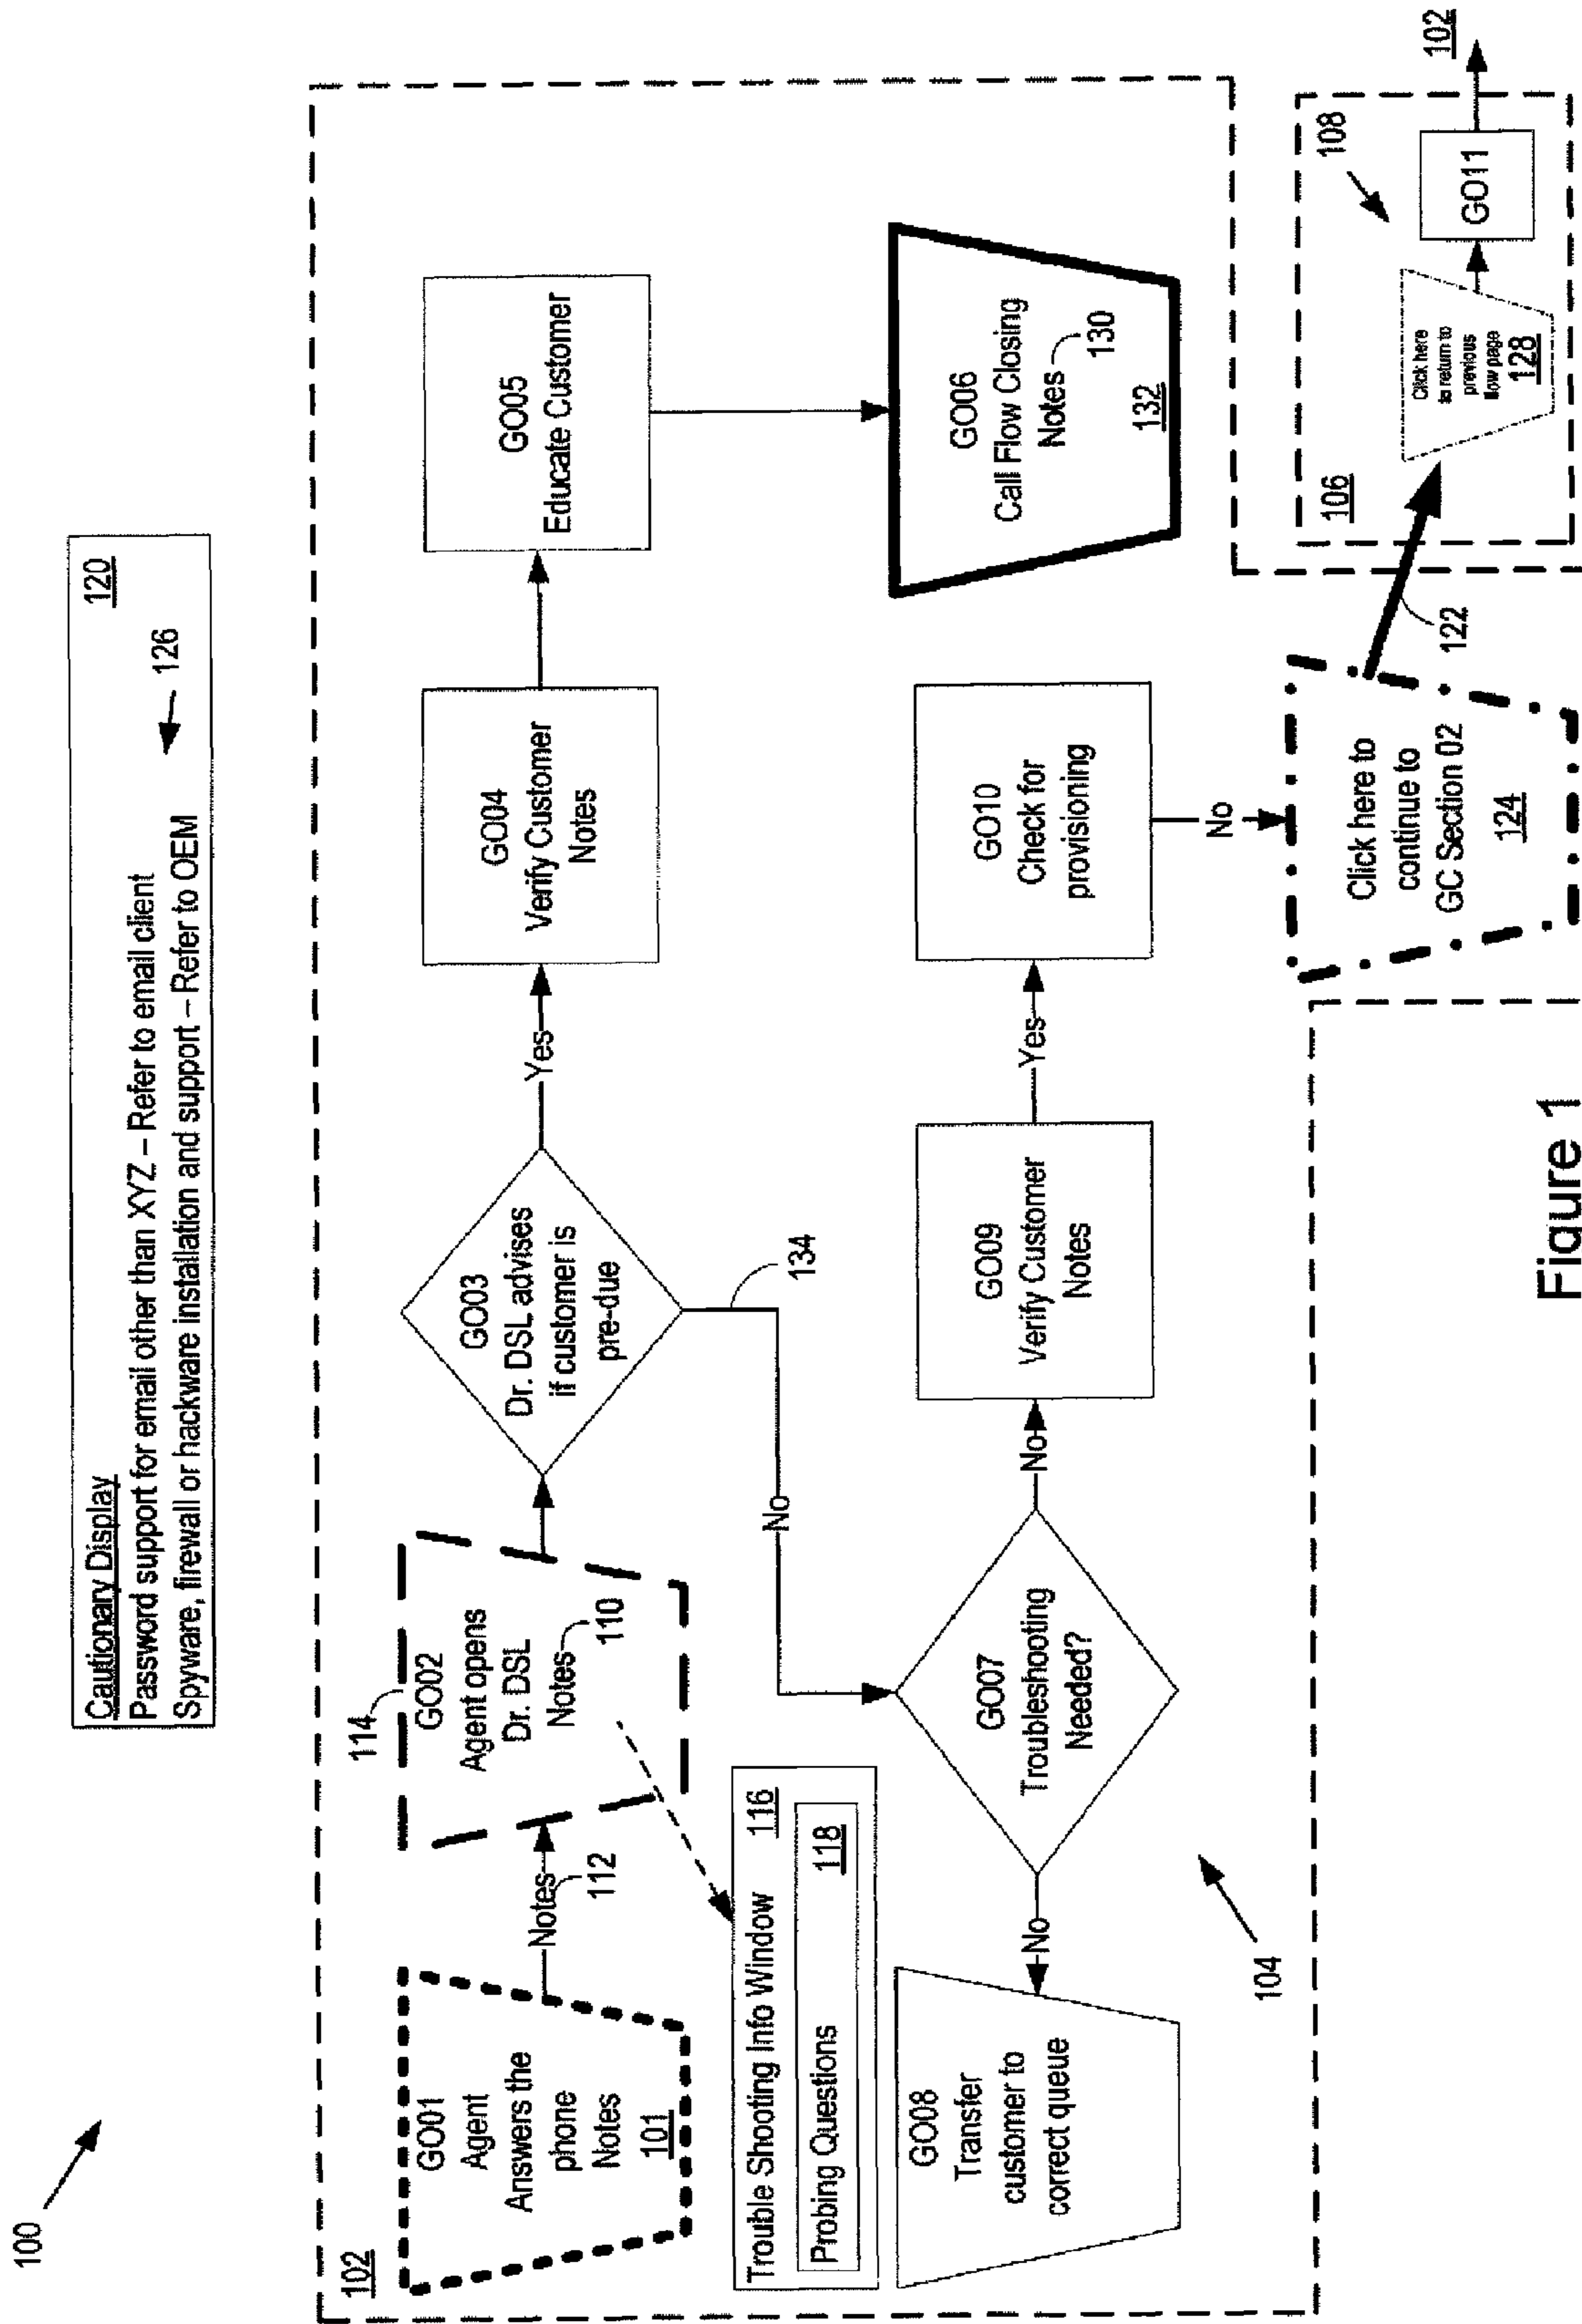 100
Cautionary Display
120
Password support for email other than XYZ – Refer to email client
Spyware, firewall or hackware installation and support – Refer to OEM
126
102
GO01
Agent
Answers the
phone
Notes
101
Notes
112
114
GO02
Agent opens
Dr. DSL
Notes
110
GO03
Dr. DSL advises
if customer is
pre-due
Yes
GO04
Verify Customer
Notes
GO05
Educate Customer
134
No
Trouble Shooting Info Window
116
Probing Questions
118
GO08
Transfer
customer to
correct queue
No
GO07
Troubleshooting
Needed?
No
GO09
Verify Customer
Notes
Yes
GO10
Check for
provisioning
GO06
Call Flow Closing
Notes
130
132
104
No
Click here to
continue to
GC Section 02
124
122
106
108
Click here
to return to
previous
flow page
128
GO11
102
Figure 1